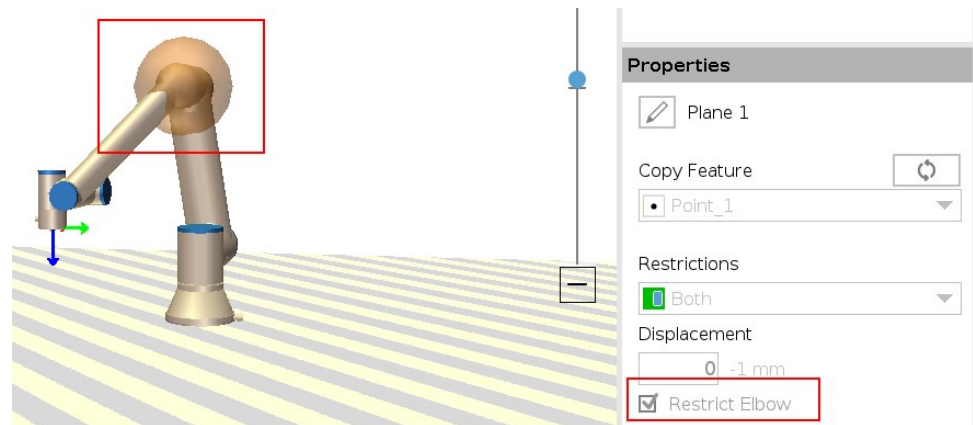 Properties
Plane 1
Copy Feature
Point_1
Restrictions
Both
Displacement
0 -1 mm
Restrict Elbow